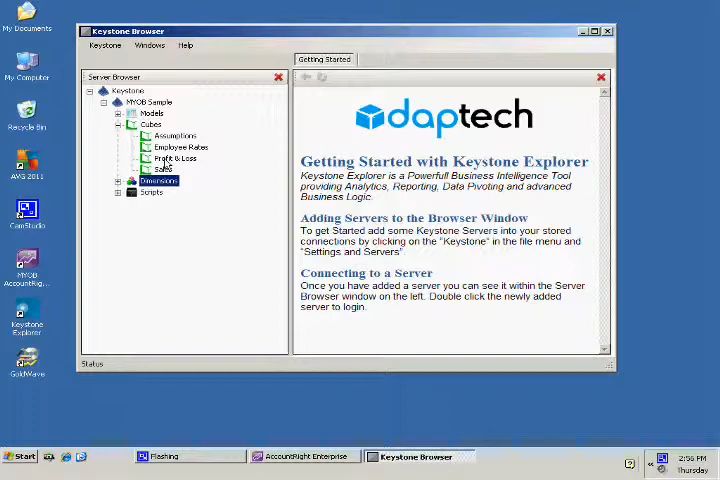 My Documents
My Computer
Recycle Bin
AVG 2011
CamStudio
MYOB
AccountRi...
Keystone
Explorer
GoldWave
Keystone Browser
Keystone Windows Help
Server Browser
Keystone
MYOB Sample
Models
Cubes
Assumptions
Employee Rates
Profit & Loss
Sales
Dimensions
Scripts
Status
Getting Started
daptech
Getting Started with Keystone Explorer
Keystone Explorer is a Powerfull Business Intelligence Tool
providing Analytics, Reporting, Data Pivoting and advanced
Business Logic.
Adding Servers to the Browser Window
To get Started add some Keystone Servers into your stored
connections by clicking on the "Keystone" in the file menu and
"Settings and Servers".
Connecting to a Server
Once you have added a server you can see it within the Server
Browser window on the left. Double click the newly added
server to login.
Start
Flashing
AccountRight Enterprise
Keystone Browser
2:56 PM
Thursday